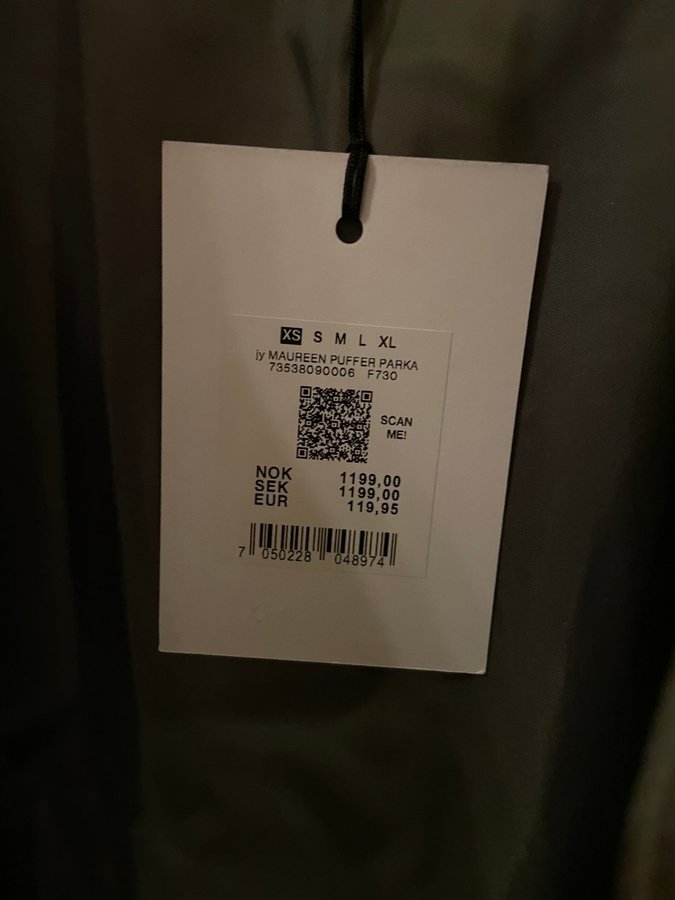 XS S M L XL
jy MAUREEN PUFFER PARKA
73538090006 F730
SCAN
ME!
NOK 1199,00
SEK 1199,00
EUR 119,95
7 050228 048974